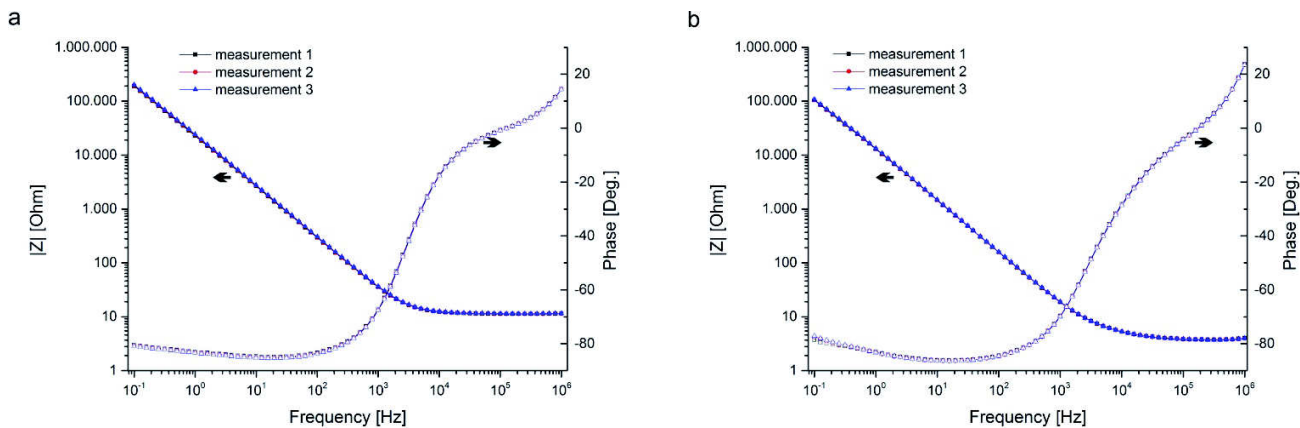 a
measurement 1
measurement 2
measurement 3
1.000.000
100.000
10.000
1.000
100
10
1
|Z| [Ohm]
20
0
-20
-40
-60
-80
Phase [Deg.]
10⁻¹ 10⁰ 10¹ 10² 10³ 10⁴ 10⁵ 10⁶
Frequency [Hz]
b
measurement 1
measurement 2
measurement 3
1.000.000
100.000
10.000
1.000
100
10
1
|Z| [Ohm]
20
0
-20
-40
-60
-80
Phase [Deg.]
10⁻¹ 10⁰ 10¹ 10² 10³ 10⁴ 10⁵ 10⁶
Frequency [Hz]